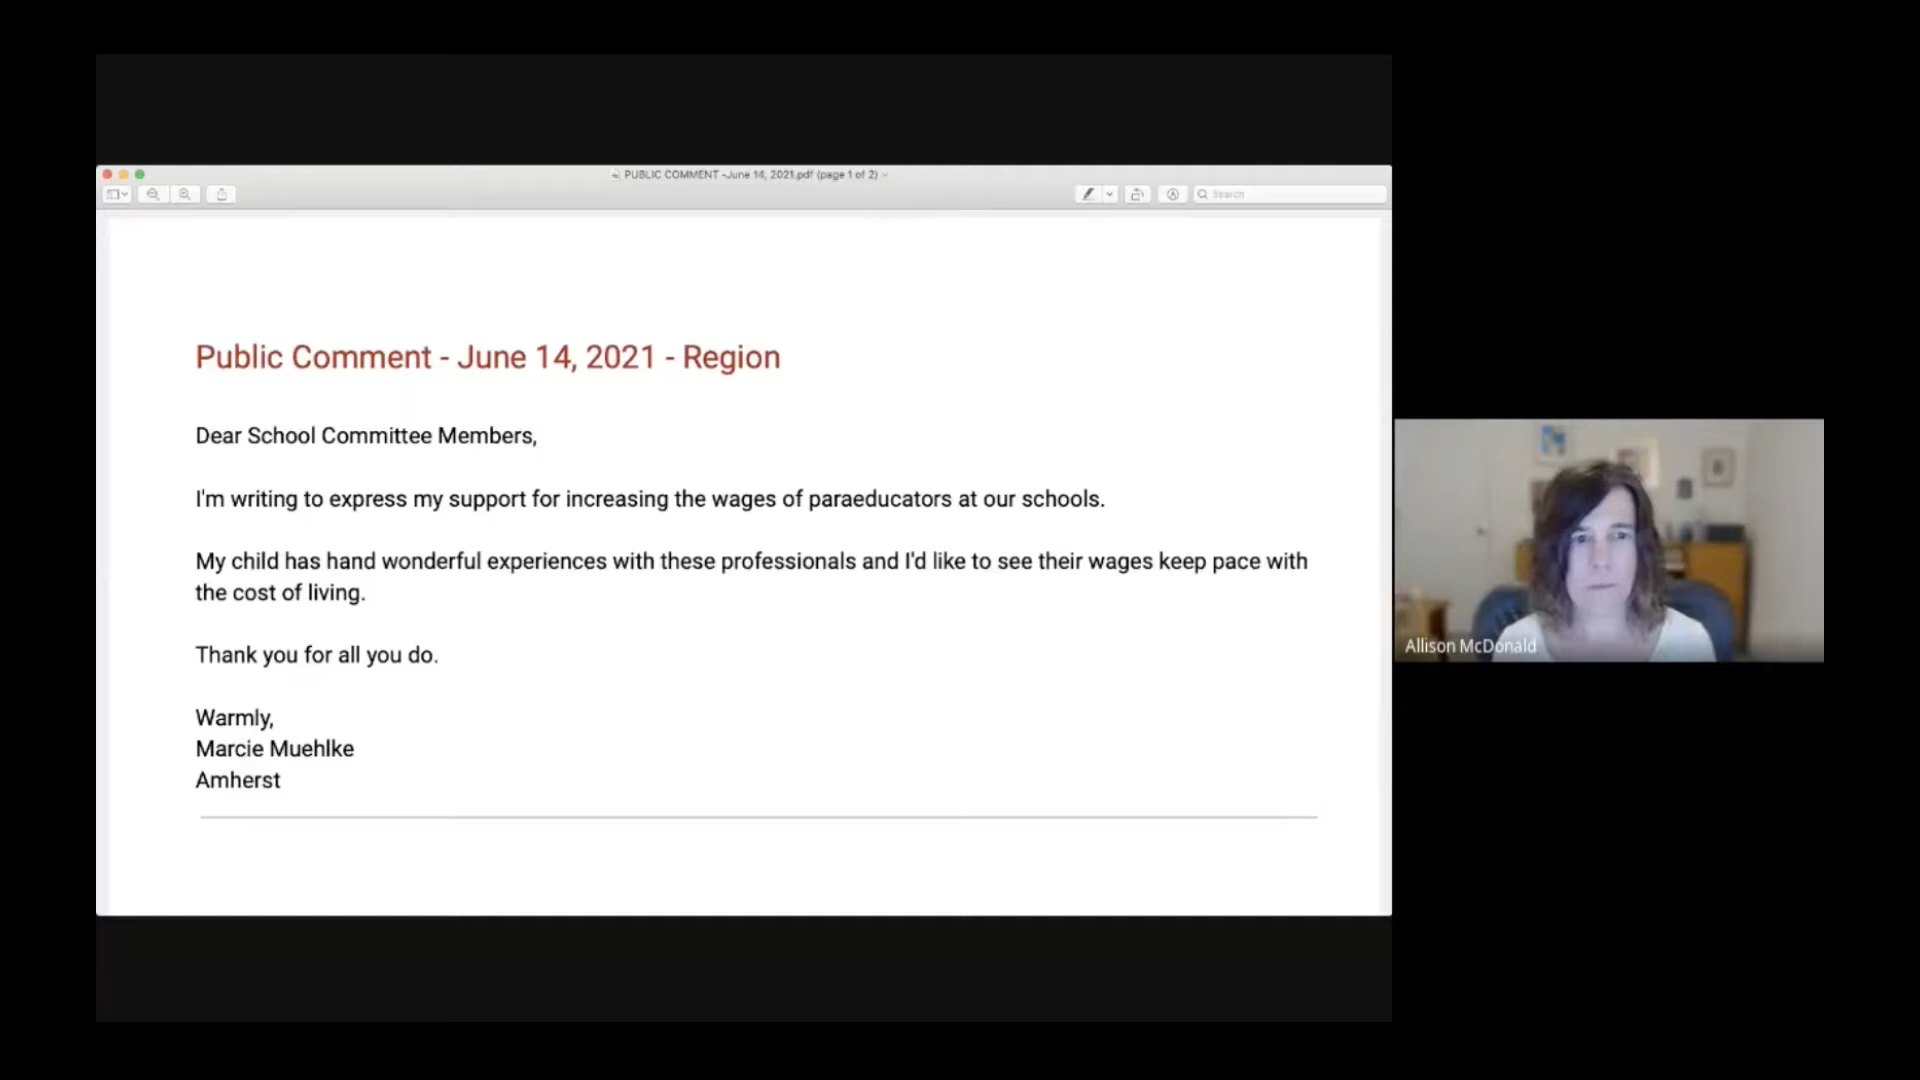 PUBLIC COMMENT -June 14, 2021.pdf (page 1 of 2)
Search
Public Comment - June 14, 2021 - Region
Dear School Committee Members,
I'm writing to express my support for increasing the wages of paraeducators at our schools.
My child has hand wonderful experiences with these professionals and I'd like to see their wages keep pace with
the cost of living.
Thank you for all you do.
Warmly,
Marcie Muehlke
Amherst
Allison McDonald